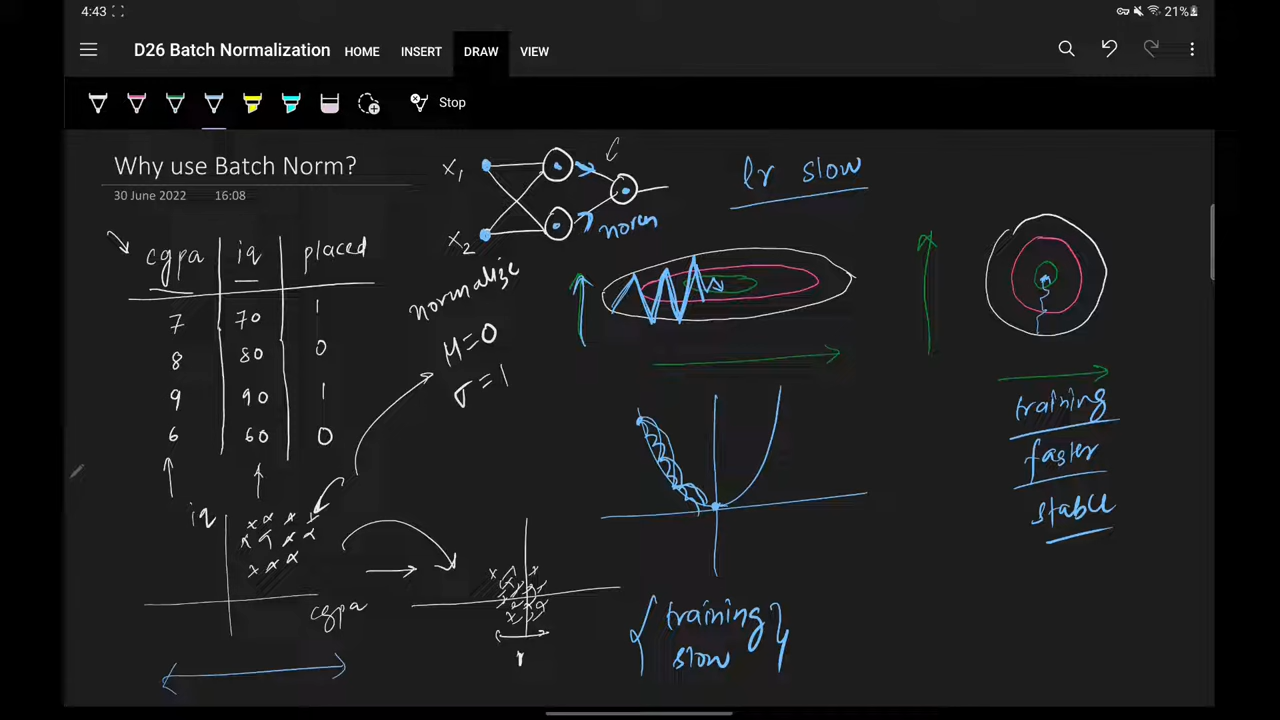 4:43
21%
D26 Batch Normalization
HOME
INSERT
DRAW
VIEW
Stop
Why use Batch Norm?
30 June 2022 16:08
cgpa iq placed
7 70 1
8 80 0
9 90 1
6 60 0
x₁
x₂
norm
normalize
μ=0
σ=1
lr slow
training
faster
stable
iq
cgpa
training
slow